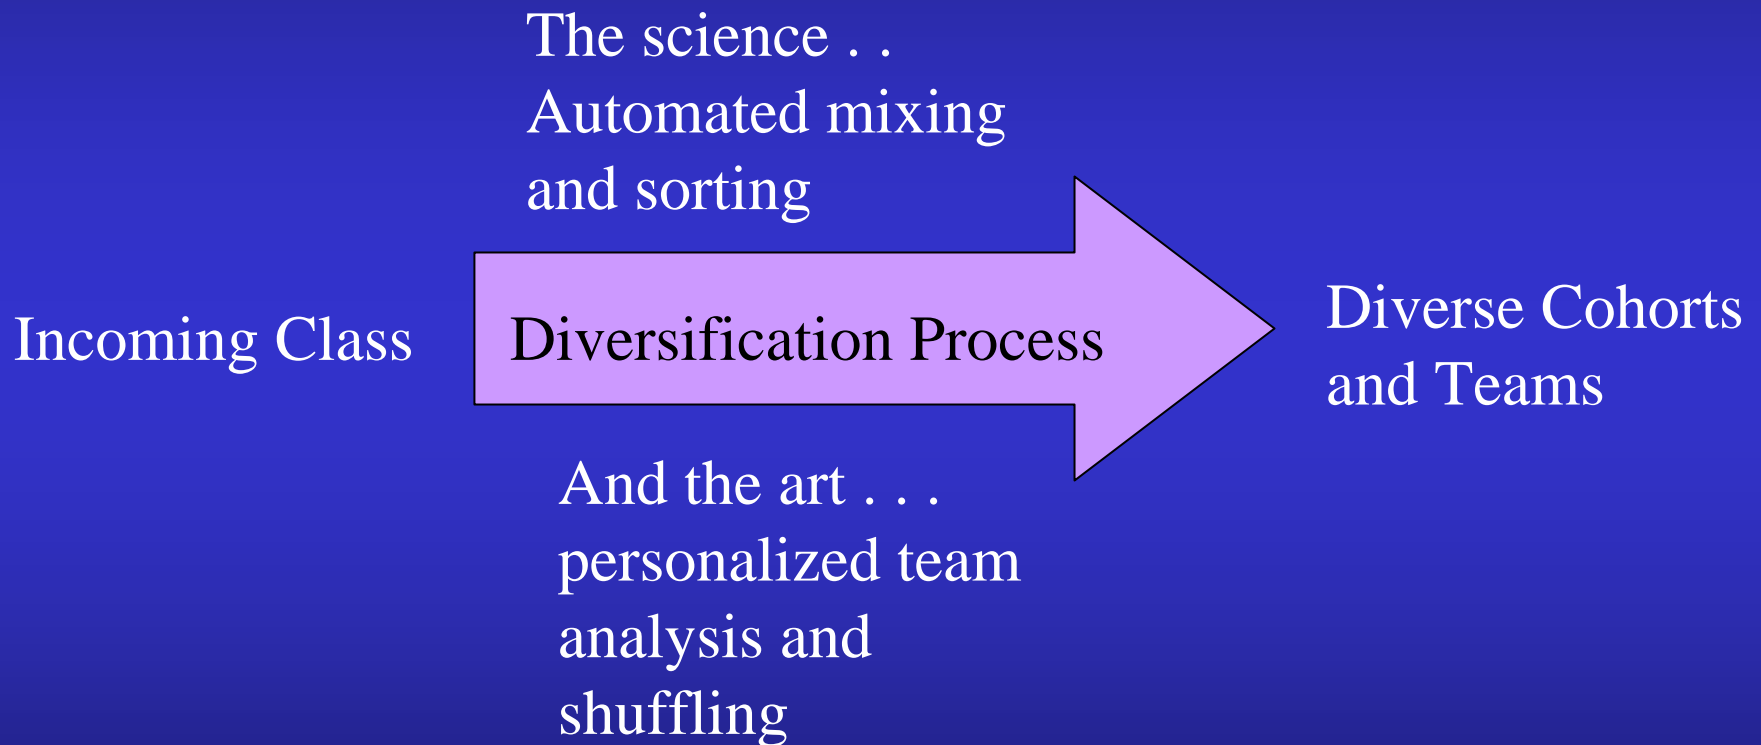 The science . .
Automated mixing
and sorting
Incoming Class
Diversification Process
Diverse Cohorts
and Teams
And the art . . .
personalized team
analysis and
shuffling